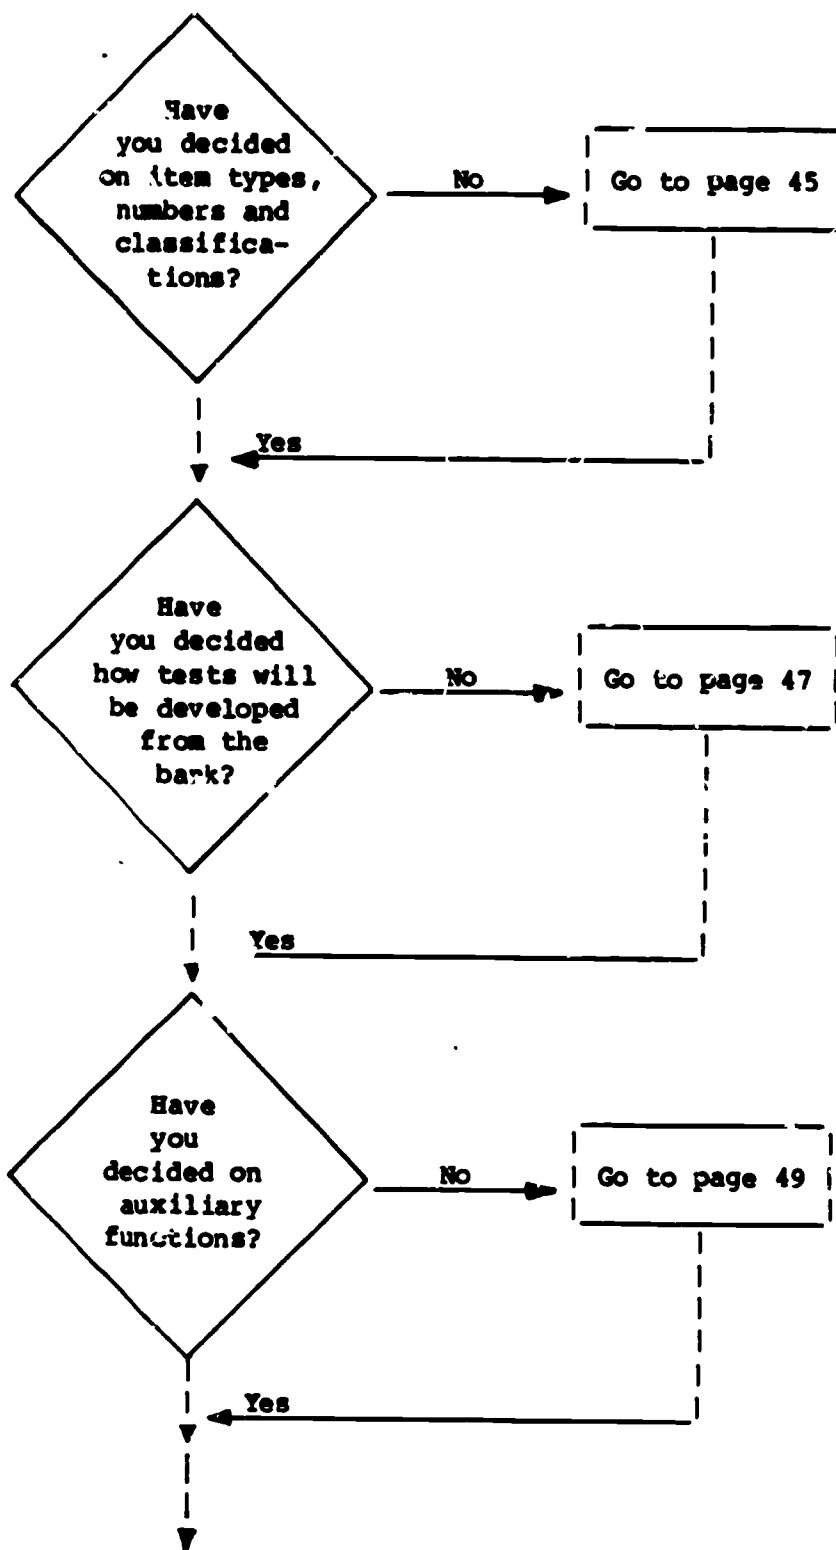 Have
you decided
on item types,
numbers and
classifica-
tions?
No
Go to page 45
Yes
Have
you decided
how tests will
be developed
from the
bank?
No
Go to page 47
Yes
Have
you
decided on
auxiliary
functions?
No
Go to page 49
Yes